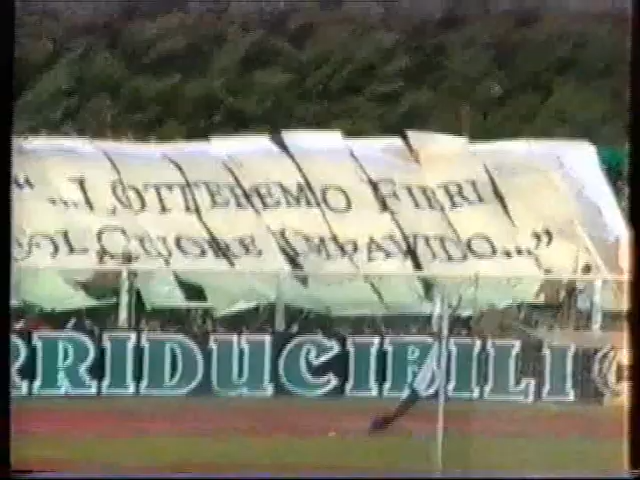 "...LOTTEREMO FIERI
COL CUORE IMPAVIDO..."
RRIDUCIBILI